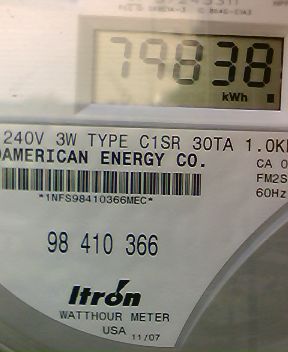 79838
kWh
240V 3W TYPE C1SR 30TA 1.0K
AMERICAN ENERGY CO.
CA 0
FM2S
60Hz
*1NFS98410366MEC*
98 410 366
Itron
WATTHOUR METER
USA 11/07